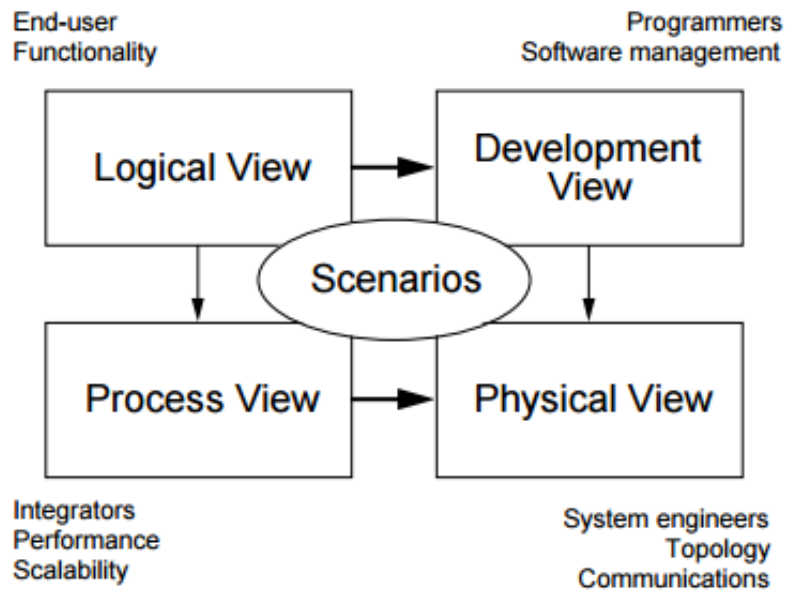 End-user
Functionality
Programmers
Software management
Logical View
Development
View
Scenarios
Process View
Physical View
Integrators
Performance
Scalability
System engineers
Topology
Communications